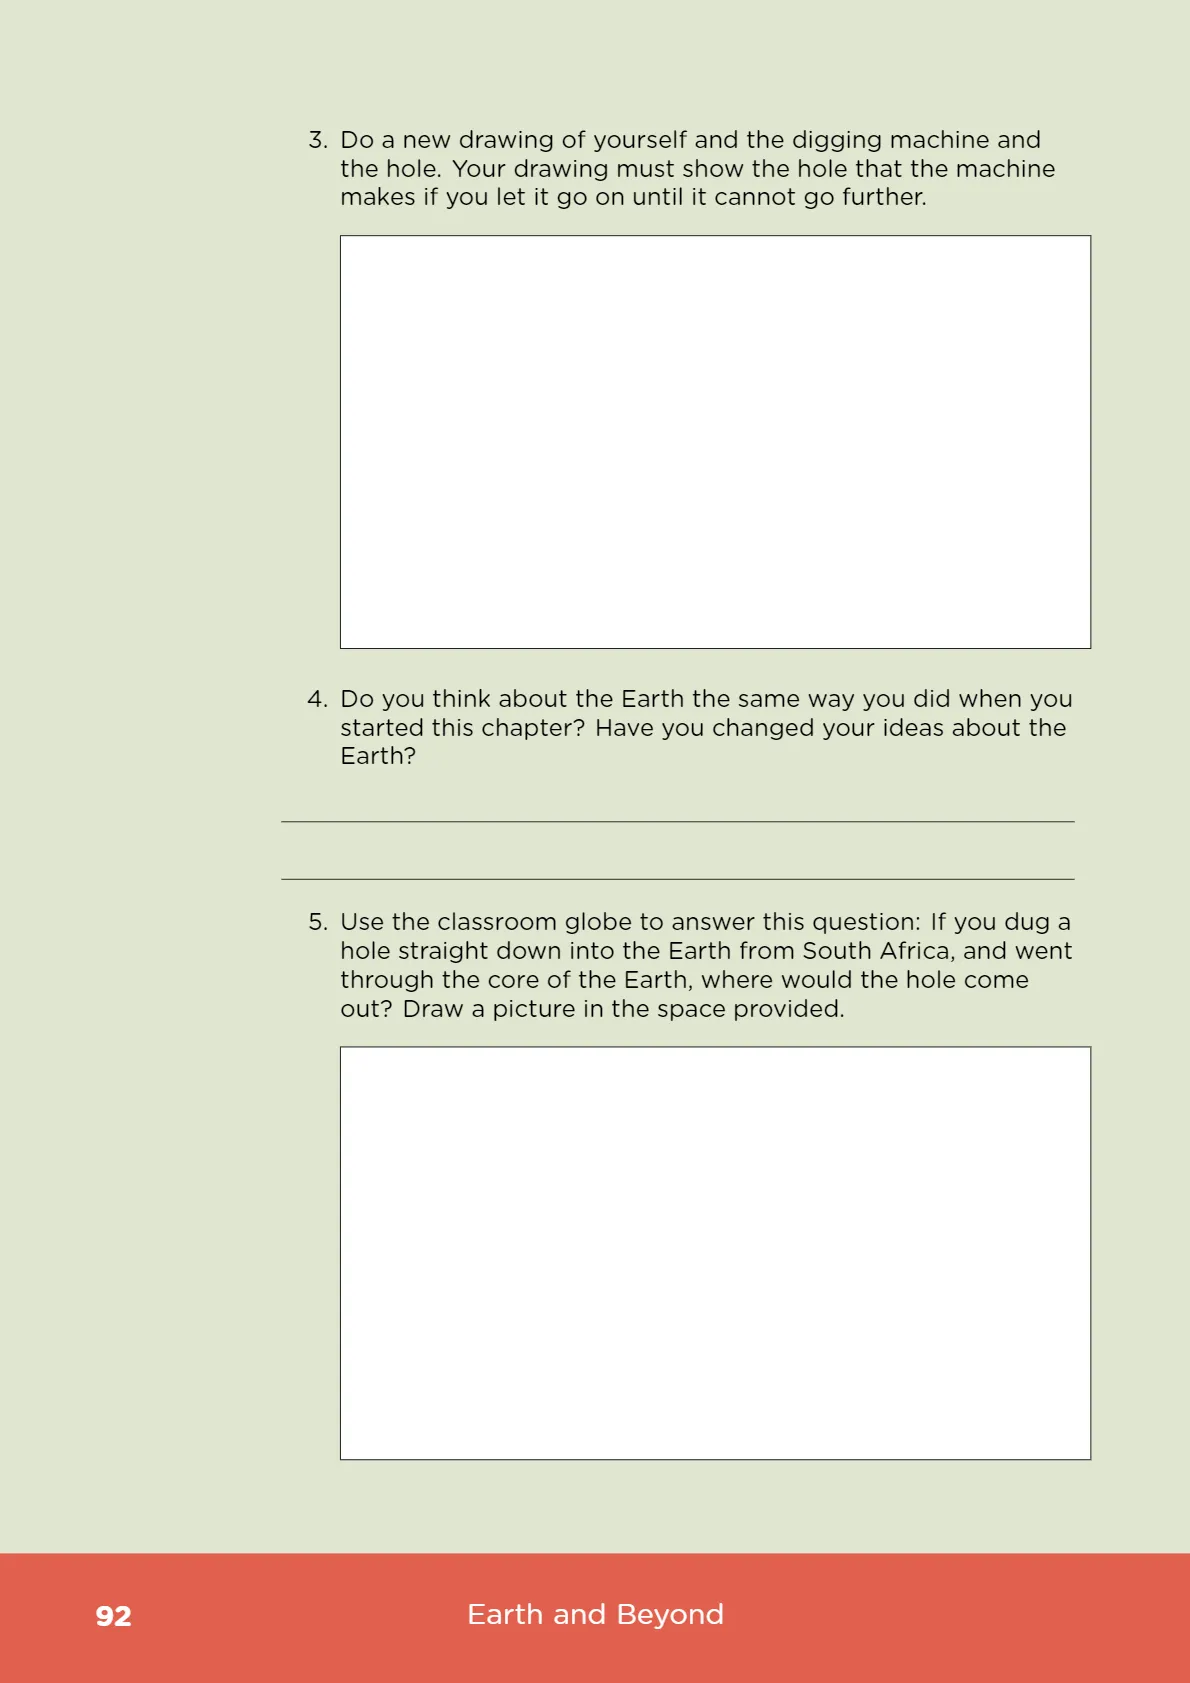 3. Do a new drawing of yourself and the digging machine and
the hole. Your drawing must show the hole that the machine
makes if you let it go on until it cannot go further.
4. Do you think about the Earth the same way you did when you
started this chapter? Have you changed your ideas about the
Earth?
5. Use the classroom globe to answer this question: If you dug a
hole straight down into the Earth from South Africa, and went
through the core of the Earth, where would the hole come
out? Draw a picture in the space provided.
92 Earth and Beyond